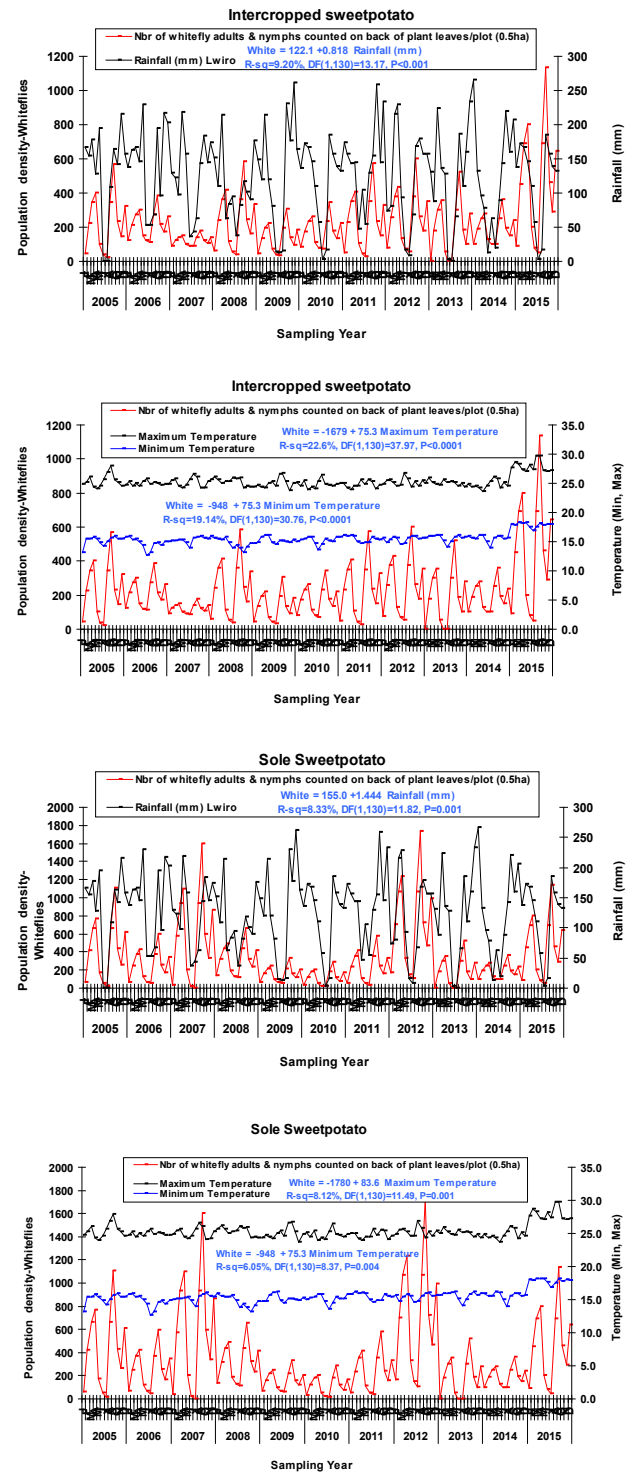 Intercropped sweetpotato
Nbr of whitefly adults & nymphs counted on back of plant leaves/plot (0.5ha)
Rainfall (mm) Lwiro
White = 122.1 +0.818 Rainfall (mm)
R-sq=9.20%, DF(1,130)=13.17, P<0.001
Population density-Whiteflies
1200
1000
800
600
400
200
0
300
250
200
150
100
50
0
Rainfall (mm)
2005 2006 2007 2008 2009 2010 2011 2012 2013 2014 2015
Sampling Year
Intercropped sweetpotato
Nbr of whitefly adults & nymphs counted on back of plant leaves/plot (0.5ha)
Maximum Temperature
Minimum Temperature
White = -1679 + 75.3 Maximum Temperature
R-sq=22.6%, DF(1,130)=37.97, P<0.0001
White = -948 + 75.3 Minimum Temperature
R-sq=19.14%, DF(1,130)=30.76, P<0.0001
Population density-Whiteflies
1200
1000
800
600
400
200
0
35.0
30.0
25.0
20.0
15.0
10.0
5.0
0.0
Temperature (Min, Max)
2005 2006 2007 2008 2009 2010 2011 2012 2013 2014 2015
Sampling Year
Sole Sweetpotato
Nbr of whitefly adults & nymphs counted on back of plant leaves/plot (0.5ha)
Rainfall (mm) Lwiro
White = 155.0 +1.444 Rainfall (mm)
R-sq=8.33%, DF(1,130)=11.82, P=0.001
Population density-
Whiteflies
2000
1800
1600
1400
1200
1000
800
600
400
200
0
300
250
200
150
100
50
0
Rainfall (mm)
2005 2006 2007 2008 2009 2010 2011 2012 2013 2014 2015
Sampling Year
Sole Sweetpotato
Nbr of whitefly adults & nymphs counted on back of plant leaves/plot (0.5ha)
Maximum Temperature
Minimum Temperature
White = -1780 + 83.6 Maximum Temperature
R-sq=8.12%, DF(1,130)=11.49, P=0.001
White = -948 + 75.3 Minimum Temperature
R-sq=6.05%, DF(1,130)=8.37, P=0.004
Population density-Whiteflies
2000
1800
1600
1400
1200
1000
800
600
400
200
0
35.0
30.0
25.0
20.0
15.0
10.0
5.0
0.0
Temperature (Min, Max)
2005 2006 2007 2008 2009 2010 2011 2012 2013 2014 2015
Sampling Year